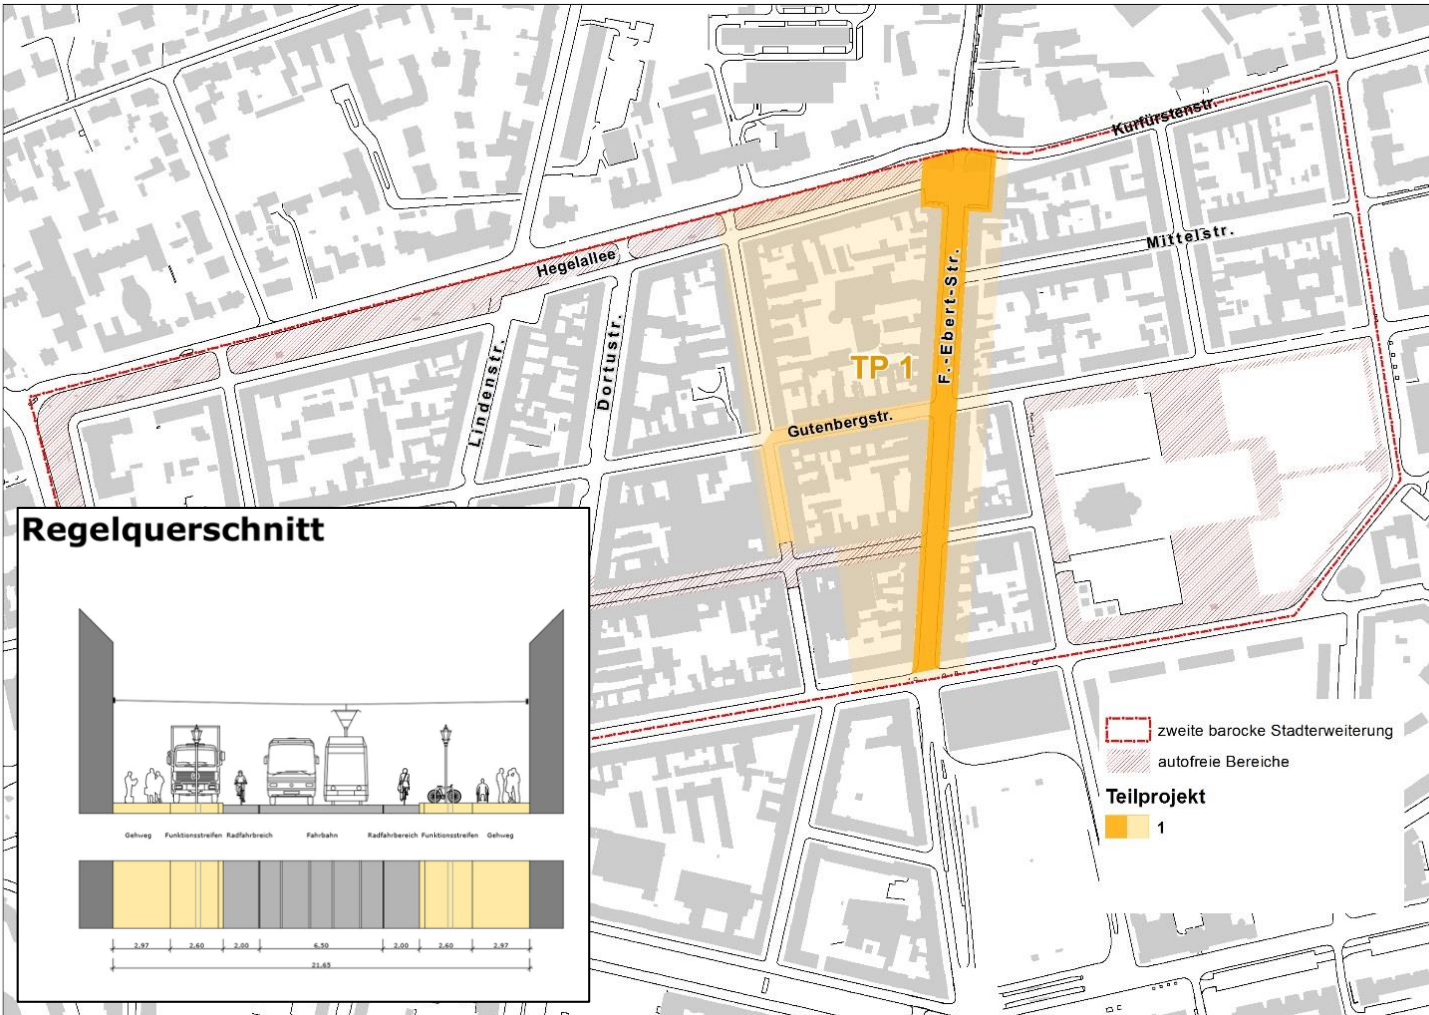 Kurfürstenstr.
Mittelstr.
Hegelallee
F.-Ebert-Str.
Lindenstr.
Dortustr.
TP 1
Gutenbergstr.
Regelquerschnitt
Gehweg Funktionsstreifen Radfahrbreich Fahrbahn Radfahrbereich Funktionsstreifen Gehweg
2,97 2,60 2,00 6,50 2,00 2,60 2,97
21,65
zweite barocke Stadterweiterung
autofreie Bereiche
Teilprojekt
1